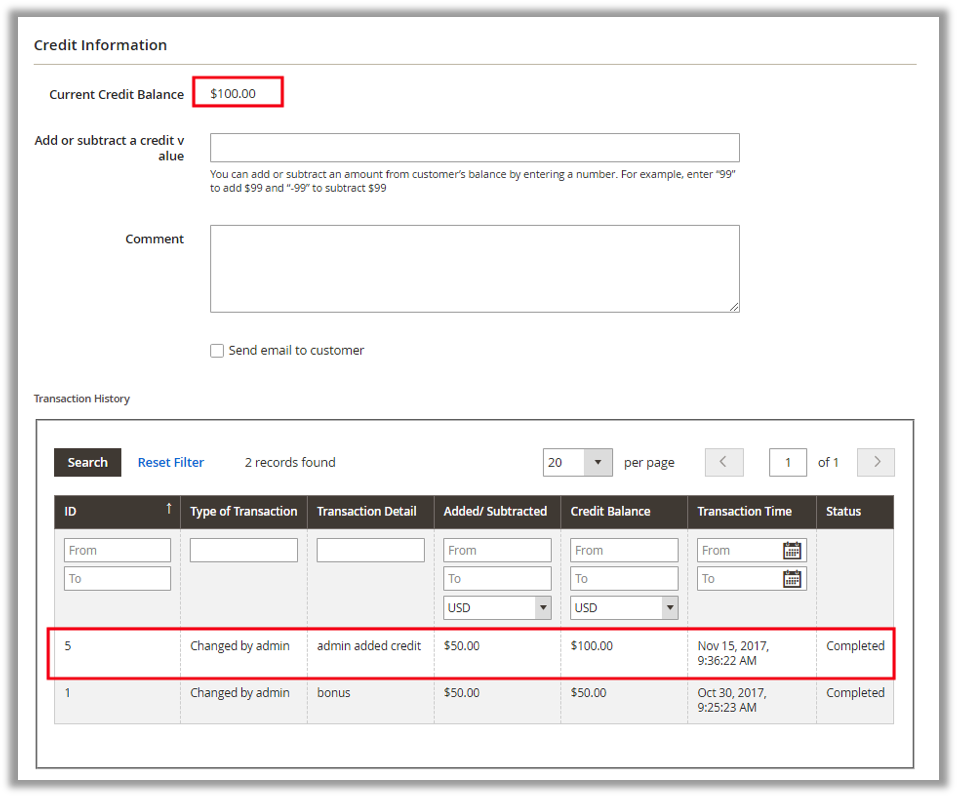 Credit Information
Current Credit Balance $100.00
Add or subtract a credit v
alue
You can add or subtract an amount from customer's balance by entering a number. For example, enter “99”
to add $99 and “-99” to subtract $99
Comment
Send email to customer
Transaction History
Search Reset Filter 2 records found 20 per page 1 of 1
ID ↑ Type of Transaction Transaction Detail Added/ Subtracted Credit Balance Transaction Time Status
From From From From
To To To To
USD USD
5 Changed by admin admin added credit $50.00 $100.00 Nov 15, 2017, Completed
9:36:22 AM
1 Changed by admin bonus $50.00 $50.00 Oct 30, 2017, Completed
9:25:23 AM